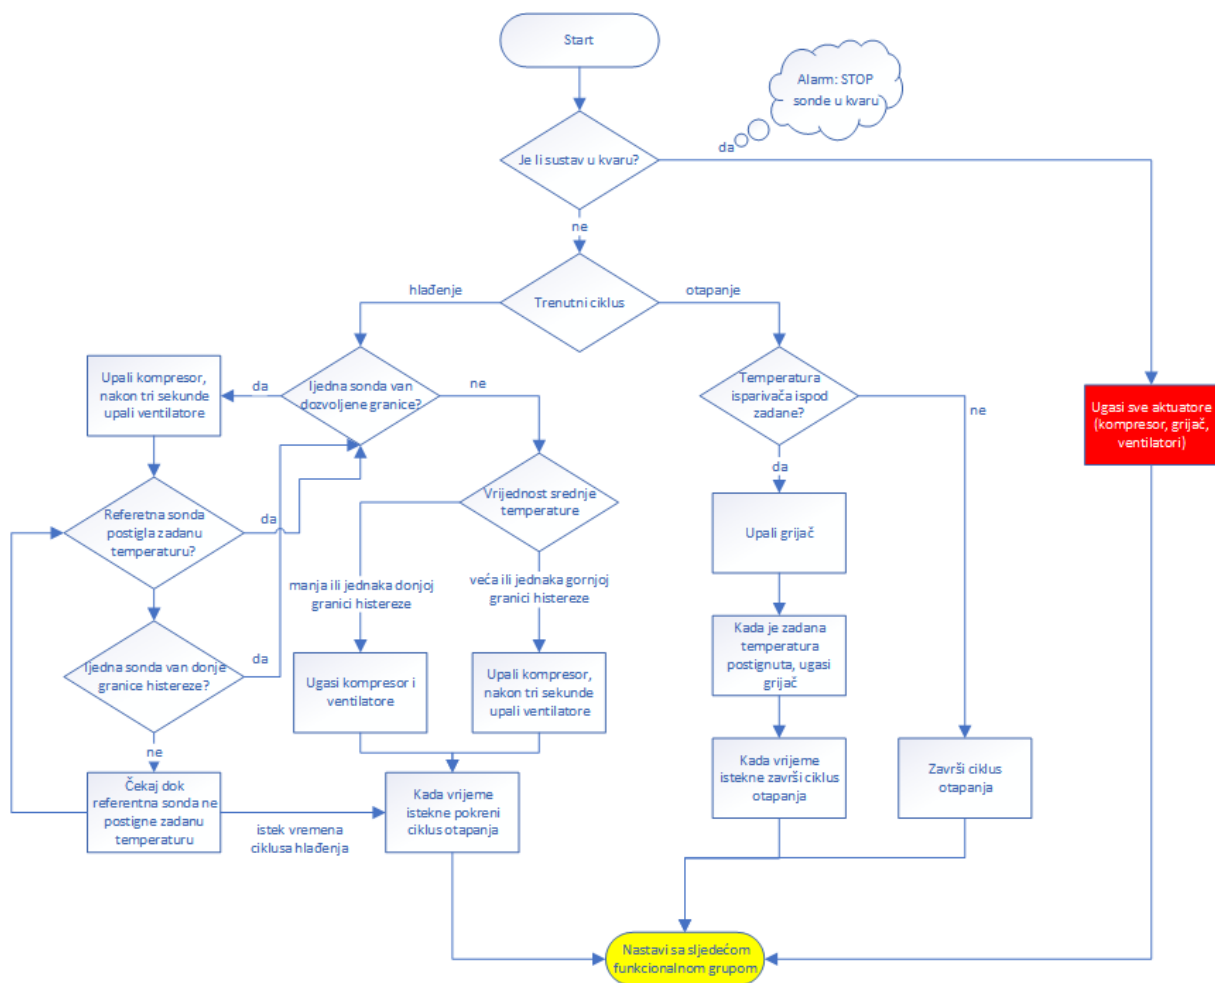 Start
Alarm: STOP
sonde u kvaru
Je li sustav u kvaru?
da
ne
Trenutni ciklus
hlađenje
otapanje
Upali kompresor,
nakon tri sekunde
upali ventilatore
da
Ijedna sonda van
dozvoljene granice?
ne
Temperatura
isparivača ispod
zadane?
ne
da
Ugasi sve aktuatore
(kompresor, grijač,
ventilatori)
Referetna sonda
postigla zadanu
temperaturu?
da
Vrijednost srednje
temperature
Upali grijač
manja ili jednaka donjoj
granici histereze
veća ili jednaka gornjoj
granici histereze
Ijedna sonda van donje
granice histereze?
da
ne
Ugasi kompresor i
ventilatore
Upali kompresor,
nakon tri sekunde
upali ventilatore
Kada je zadana
temperatura
postignuta, ugasi
grijač
Čekaj dok
referentna sonda ne
postigne zadanu
temperaturu
istek vremena
ciklusa hlađenja
Kada vrijeme
istekne pokreni
ciklus otapanja
Kada vrijeme
istekne završi ciklus
otapanja
Završi ciklus
otapanja
Nastavi sa sljedećom
funkcionalnom grupom